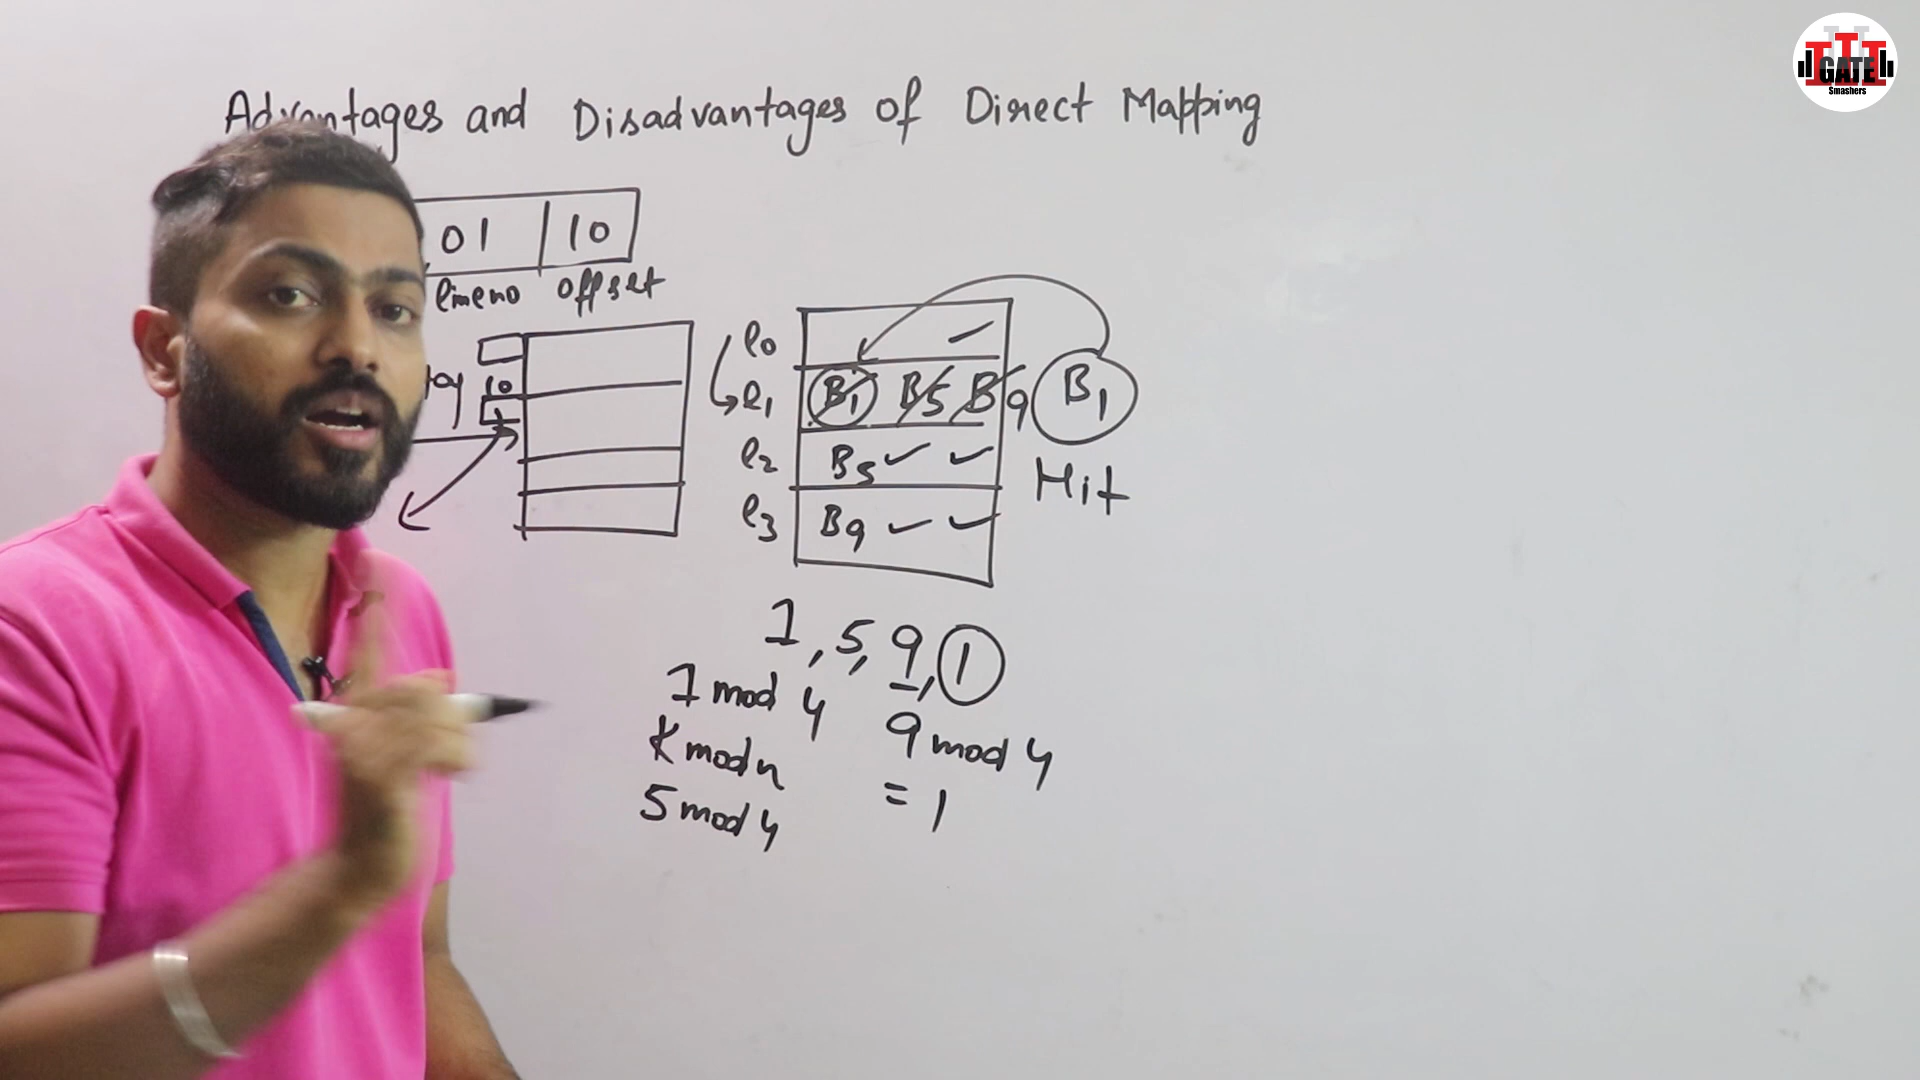 Advantages and Disadvantages of Direct Mapping
01 10
lineno offset
10
l0
l1 B1 B5 B9 B1
l2 B5
l3 B9
Hit
1, 5, 9, 1
1 mod 4
9 mod 4
K mod n
= 1
5 mod 4
GATE
Smashers